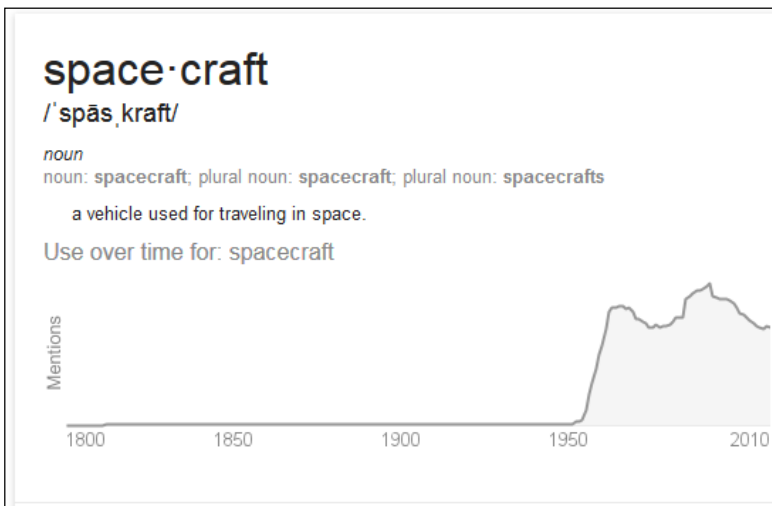 space·craft
/ˈspāsˌkraft/
noun
noun: spacecraft; plural noun: spacecraft; plural noun: spacecrafts
a vehicle used for traveling in space.
Use over time for: spacecraft
Mentions
1800 1850 1900 1950 2010